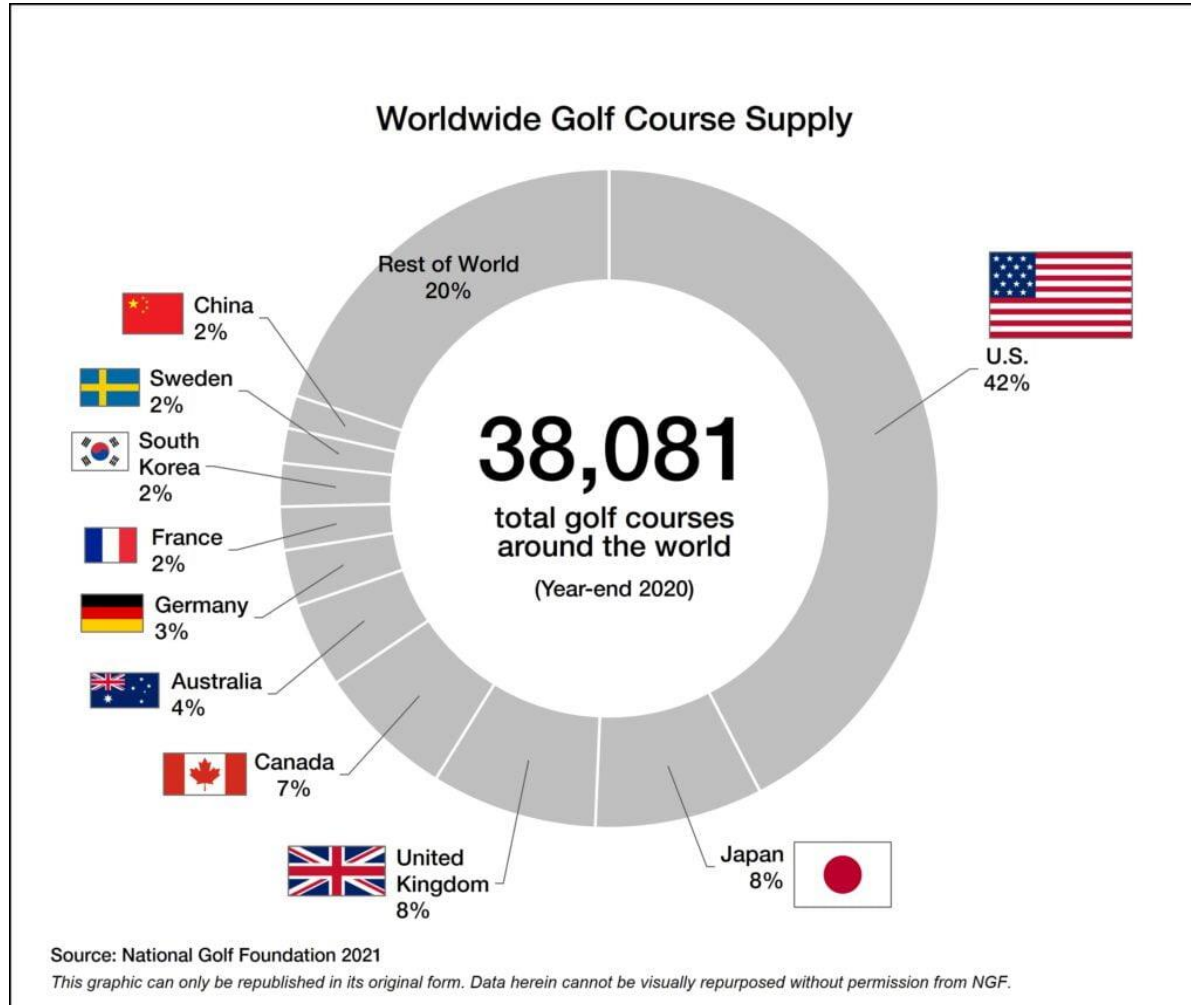 Worldwide Golf Course Supply
Rest of World
20%
China
2%
Sweden
2%
South
Korea
2%
France
2%
Germany
3%
Australia
4%
Canada
7%
United
Kingdom
8%
Japan
8%
U.S.
42%
38,081
total golf courses
around the world
(Year-end 2020)
Source: National Golf Foundation 2021
This graphic can only be republished in its original form. Data herein cannot be visually repurposed without permission from NGF.